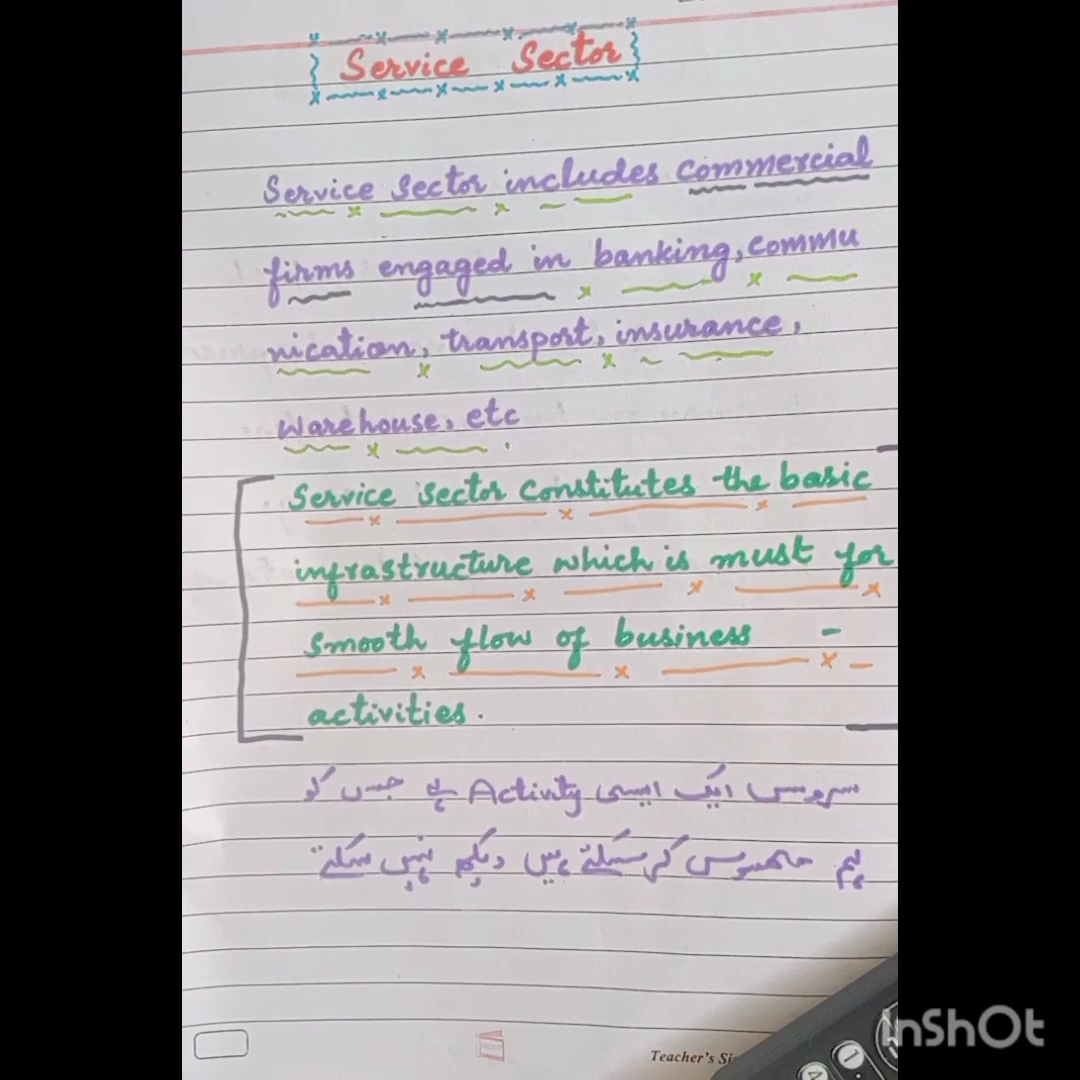 Service Sector
Service sector includes commercial
firms engaged in banking, commu
nication, transport, insurance,
warehouse, etc
Service sector constitutes the basic
infrastructure which is must for
smooth flow of business -
activities.
سروس ایک ایسی Activity ہے جس کو
ہم محسوس کر سکتے ہیں دیکھ نہیں سکتے
Teacher's
InShOt